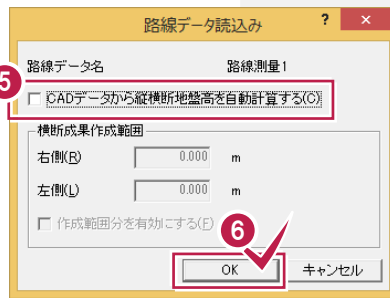 路線データ読込み ? ×
路線データ名 路線測量1
5
CADデータから縦横断地盤高を自動計算する(C)
横断成果作成範囲
右側(R) 0.000 m
左側(L) 0.000 m
作成範囲分を有効にする(F)
6
OK キャンセル